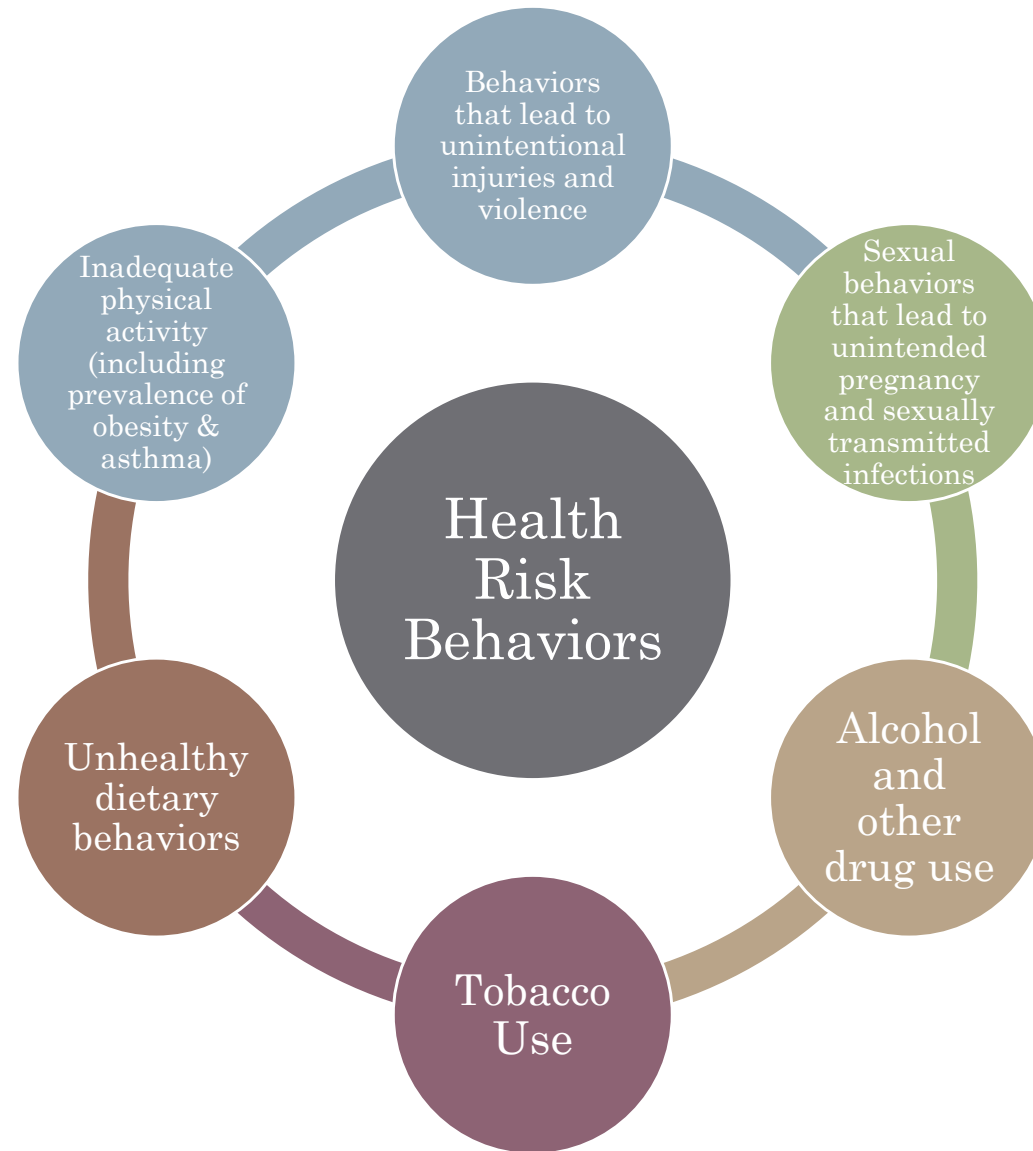 Behaviors
that lead to
unintentional
injuries and
violence
Sexual
behaviors
that lead to
unintended
pregnancy
and sexually
transmitted
infections
Alcohol
and
other
drug use
Tobacco
Use
Unhealthy
dietary
behaviors
Inadequate
physical
activity
(including
prevalence of
obesity &
asthma)
Health
Risk
Behaviors